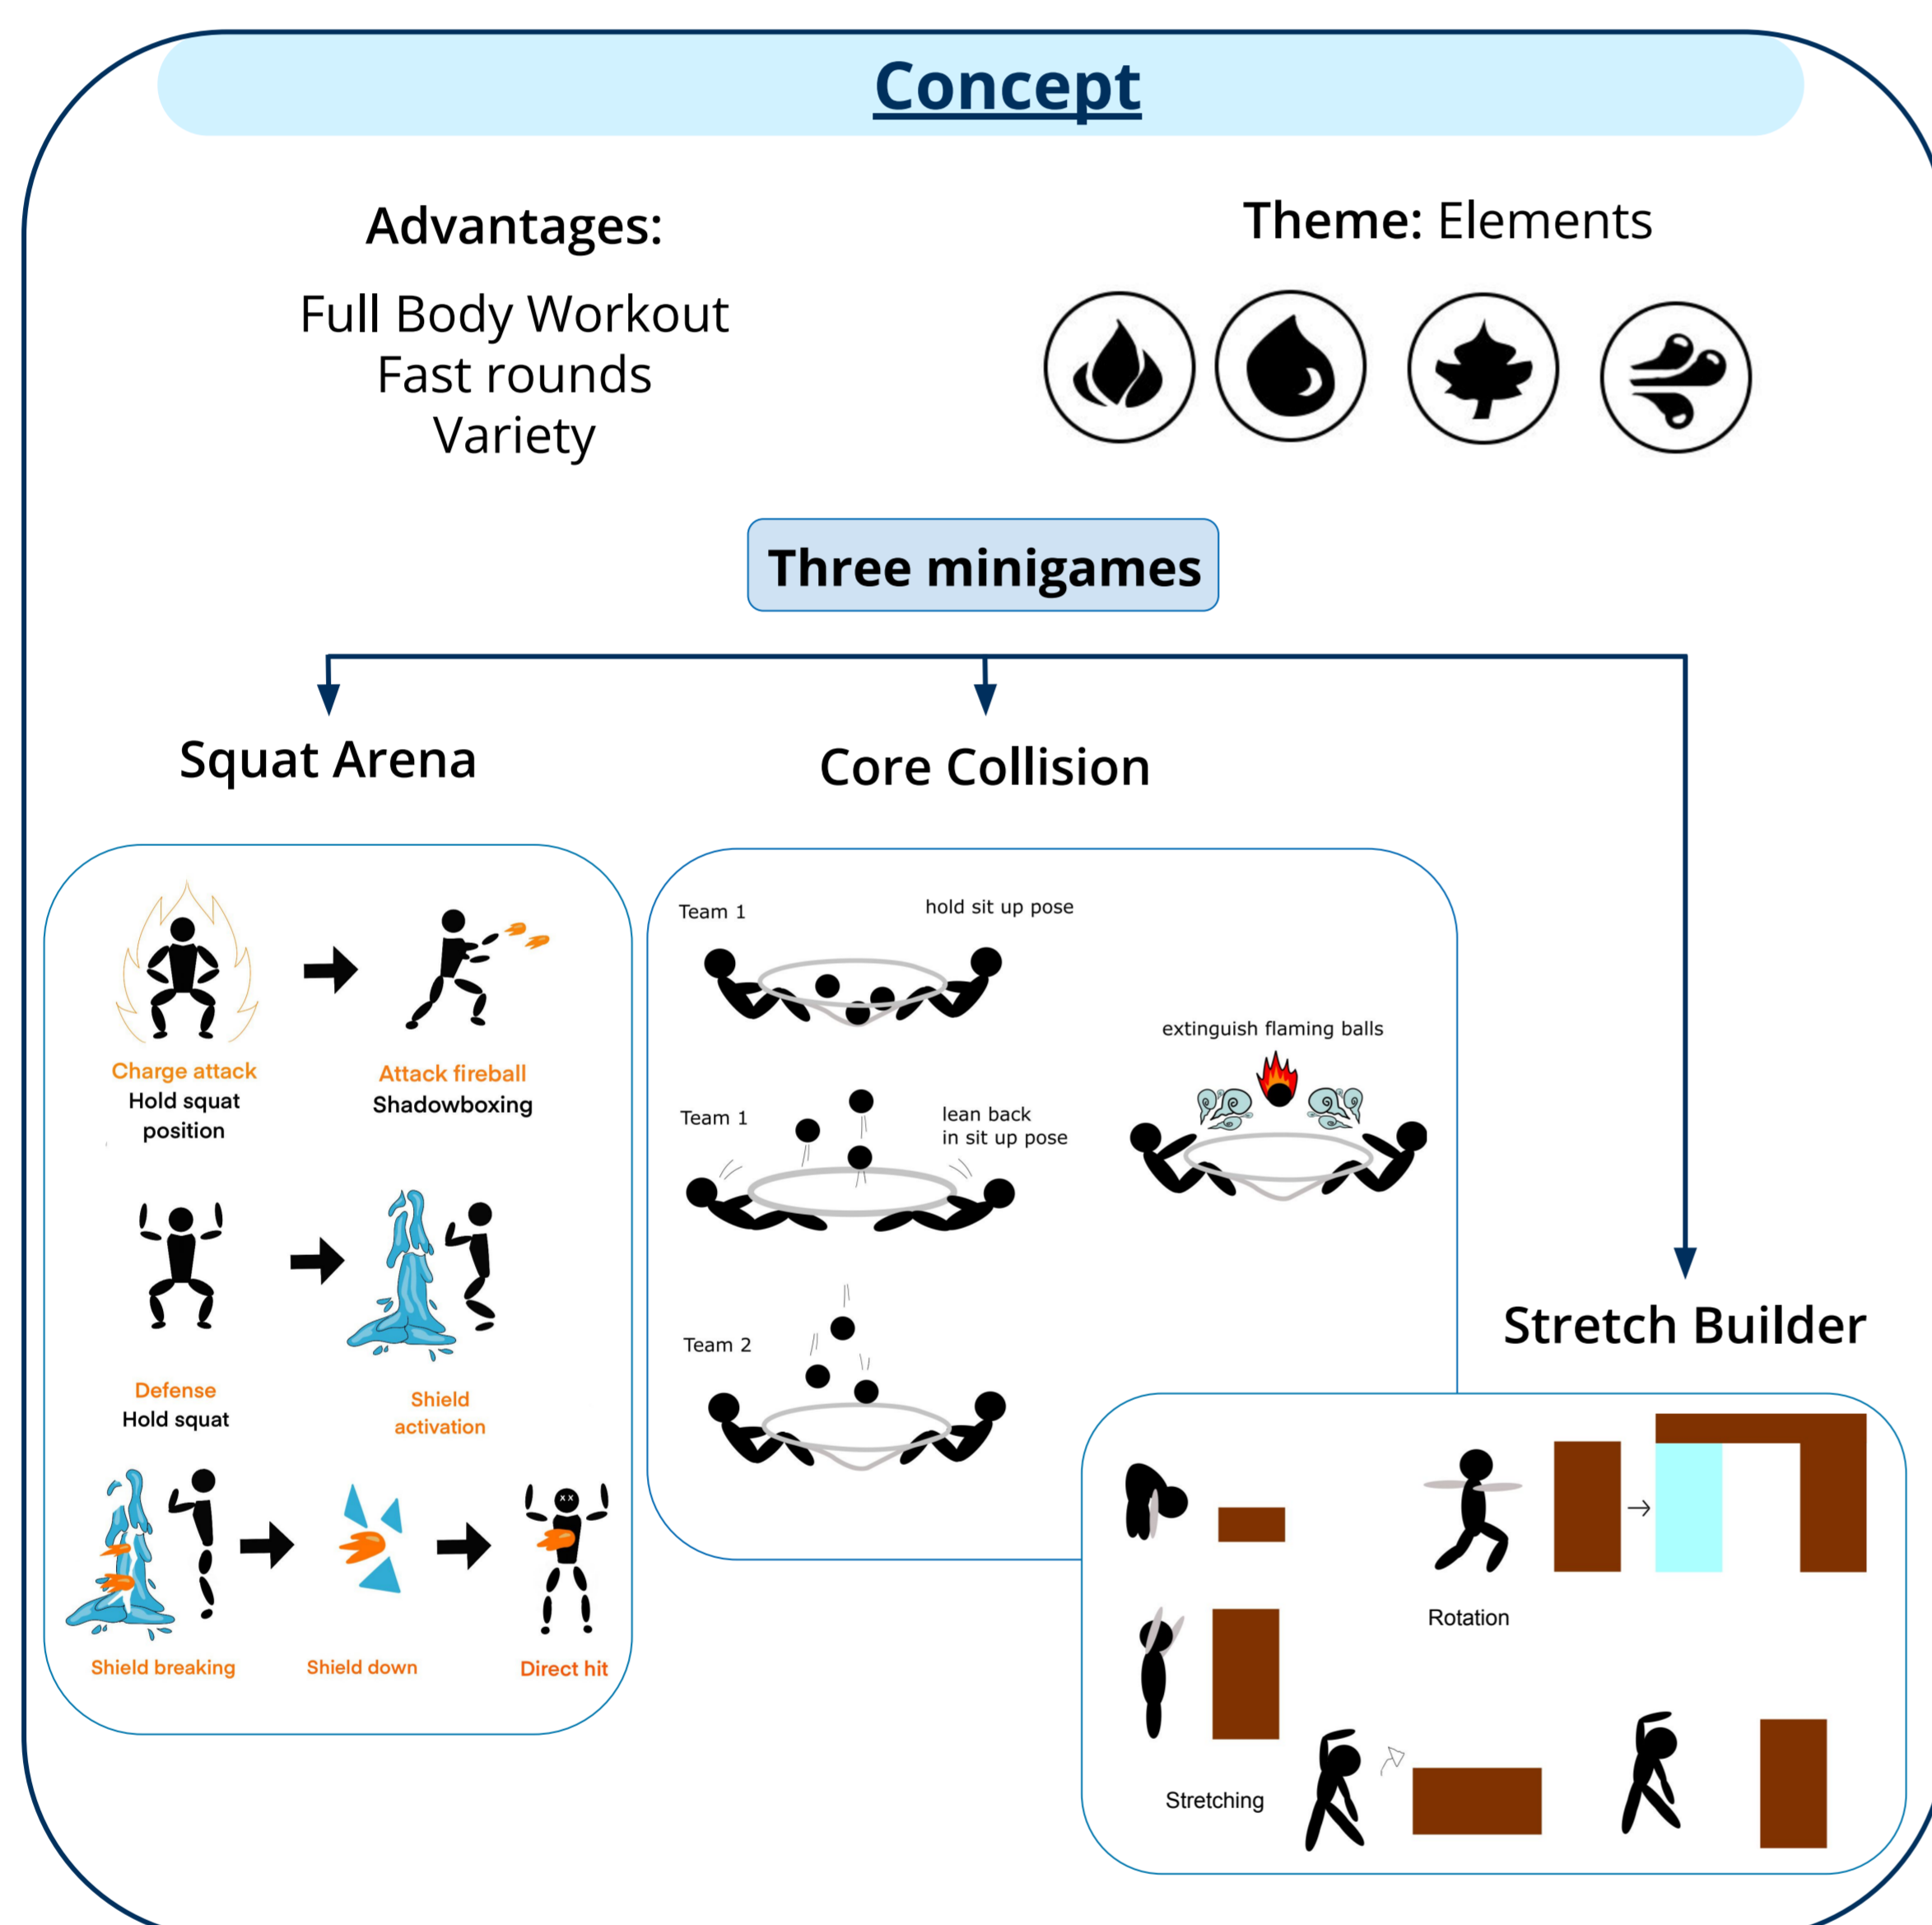 Concept
Advantages:
Full Body Workout
Fast rounds
Variety
Theme: Elements
Three minigames
Squat Arena
Charge attack
Hold squat
position
Attack fireball
Shadowboxing
Defense
Hold squat
Shield
activation
Shield breaking
Shield down
Direct hit
Core Collision
Team 1
hold sit up pose
Team 1
lean back
in sit up pose
extinguish flaming balls
Team 2
Stretch Builder
Rotation
Stretching